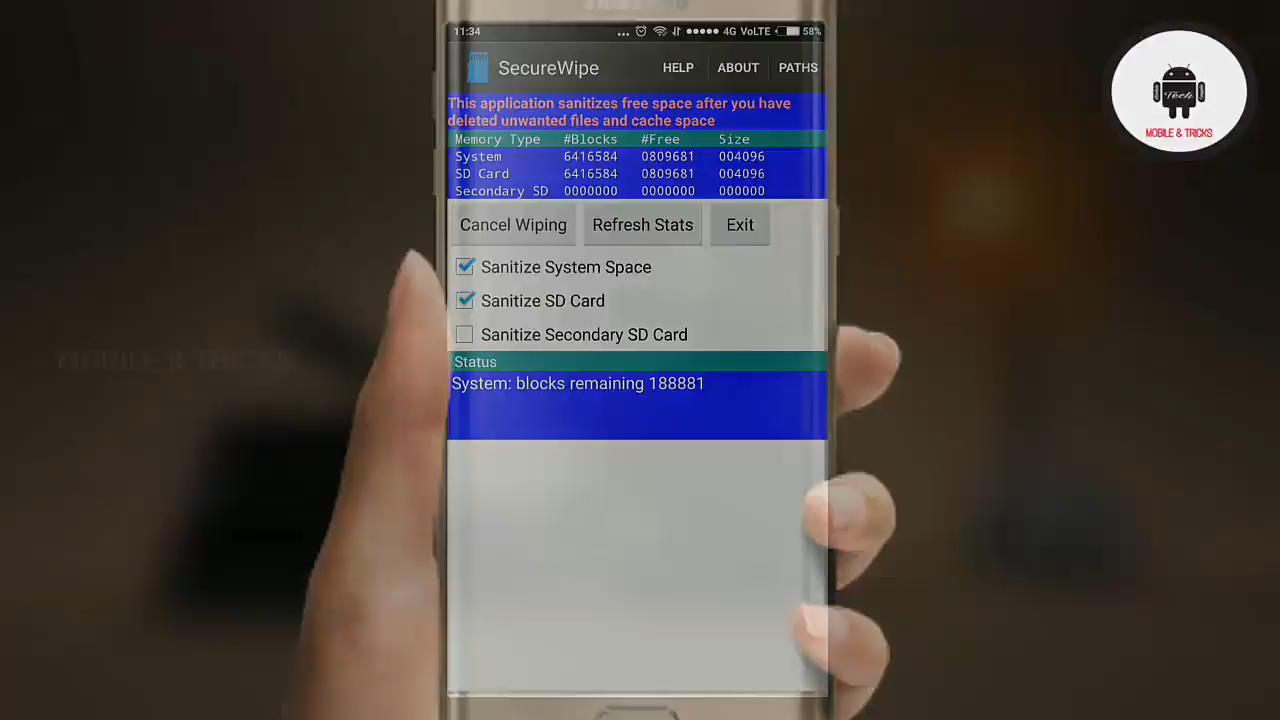 11:34 ... 4G VoLTE 58%
SecureWipe HELP ABOUT PATHS
This application sanitizes free space after you have
deleted unwanted files and cache space
Memory Type #Blocks #Free Size
System 6416584 0809681 004096
SD Card 6416584 0809681 004096
Secondary SD 0000000 0000000 000000
Cancel Wiping Refresh Stats Exit
Sanitize System Space
Sanitize SD Card
Sanitize Secondary SD Card
Status
System: blocks remaining 188881
Tech
MOBILE & TRICKS
MOBILE & TRICKS